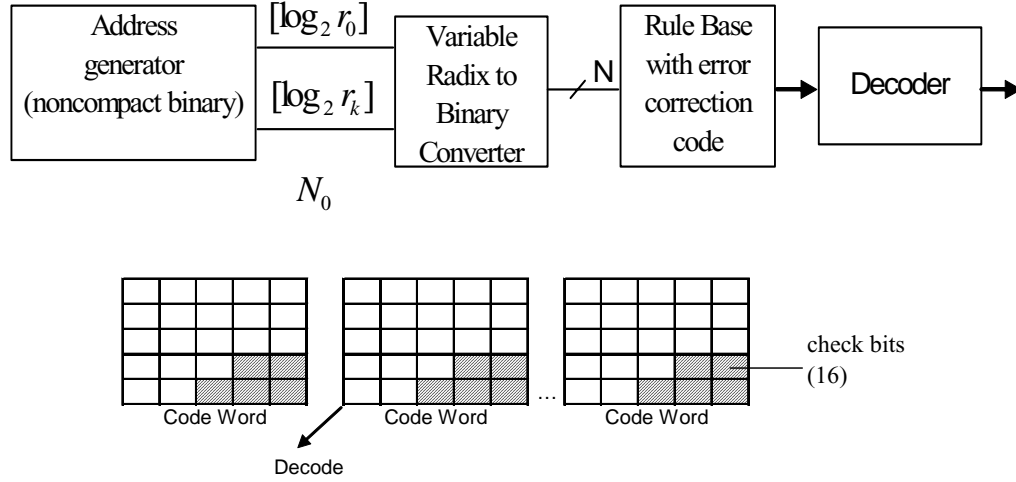 Address
generator
(noncompact binary)
[log₂ r₀]
[log₂ rₖ]
N₀
Variable
Radix to
Binary
Converter
N
Rule Base
with error
correction
code
Decoder
check bits
(16)
...
Code Word
Code Word
Code Word
Decode